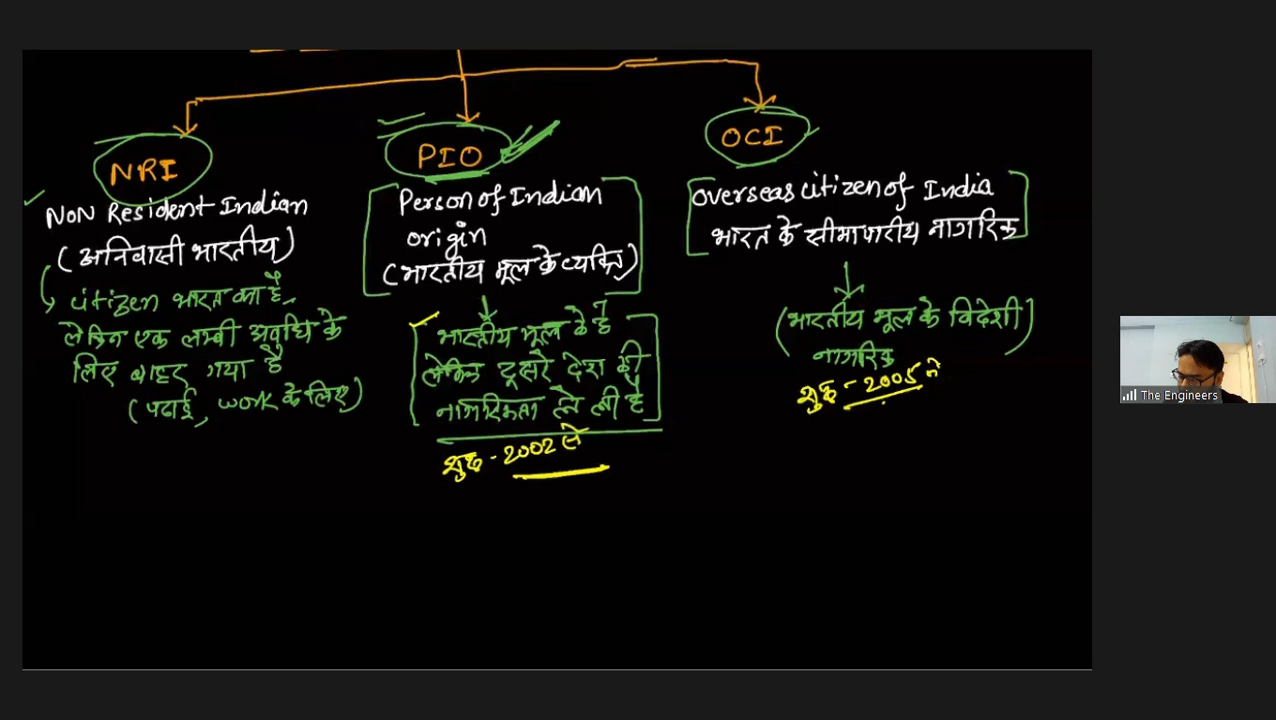 NRI
NON Resident Indian
(अनिवासी भारतीय)
citizen भारत का है
लेकिन एक लम्बी अवधि के
लिए बाहर गया है
(पढाई, work के लिए)
PIO
Person of Indian
origin
(भारतीय मूल के व्यक्ति)
भारतीय मूल के है
लेकिन दूसरे देश की
नागरिकता ले ली है
शुरू - 2002 से
OCI
Overseas citizen of India
भारत के सीमापारीय नागरिक
(भारतीय मूल के विदेशी)
नागरिक
शुरू - 2005 से
The Engineers